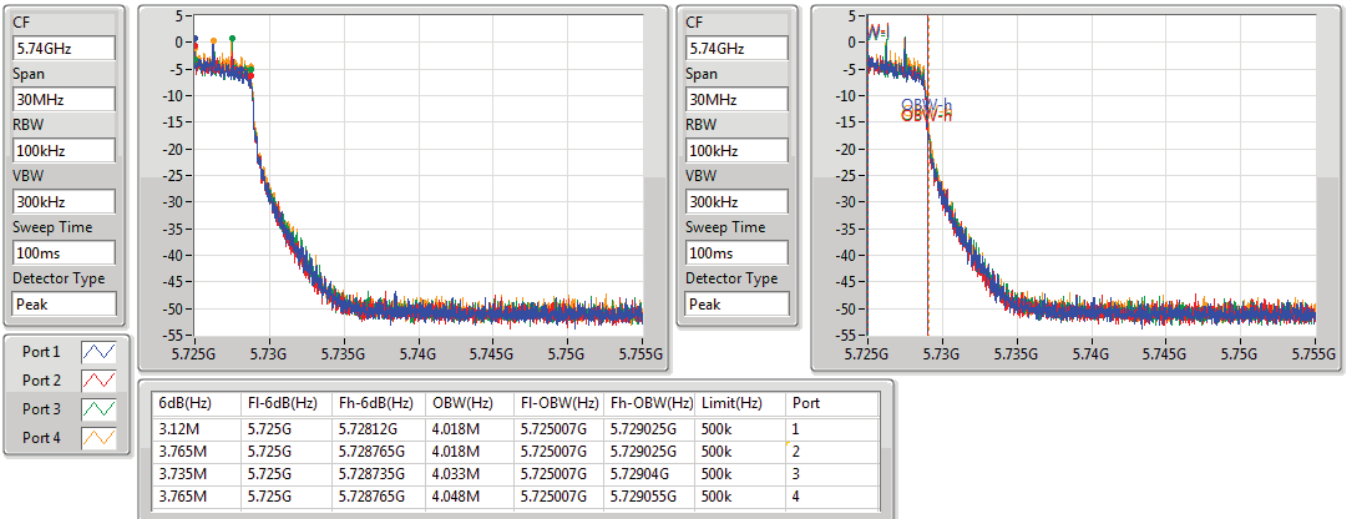 CF
5.74GHz
Span
30MHz
RBW
100kHz
VBW
300kHz
Sweep Time
100ms
Detector Type
Peak
5
0
-5
-10
-15
-20
-25
-30
-35
-40
-45
-50
-55
5.725G 5.73G 5.735G 5.74G 5.745G 5.75G 5.755G
CF
5.74GHz
Span
30MHz
RBW
100kHz
VBW
300kHz
Sweep Time
100ms
Detector Type
Peak
5
0
-5
-10
-15
-20
-25
-30
-35
-40
-45
-50
-55
OBW-h
OBW-h
5.725G 5.73G 5.735G 5.74G 5.745G 5.75G 5.755G
Port 1
Port 2
Port 3
Port 4
6dB(Hz) Fl-6dB(Hz) Fh-6dB(Hz) OBW(Hz) Fl-OBW(Hz) Fh-OBW(Hz) Limit(Hz) Port
3.12M 5.725G 5.72812G 4.018M 5.725007G 5.729025G 500k 1
3.765M 5.725G 5.728765G 4.018M 5.725007G 5.729025G 500k 2
3.735M 5.725G 5.728735G 4.033M 5.725007G 5.72904G 500k 3
3.765M 5.725G 5.728765G 4.048M 5.725007G 5.729055G 500k 4